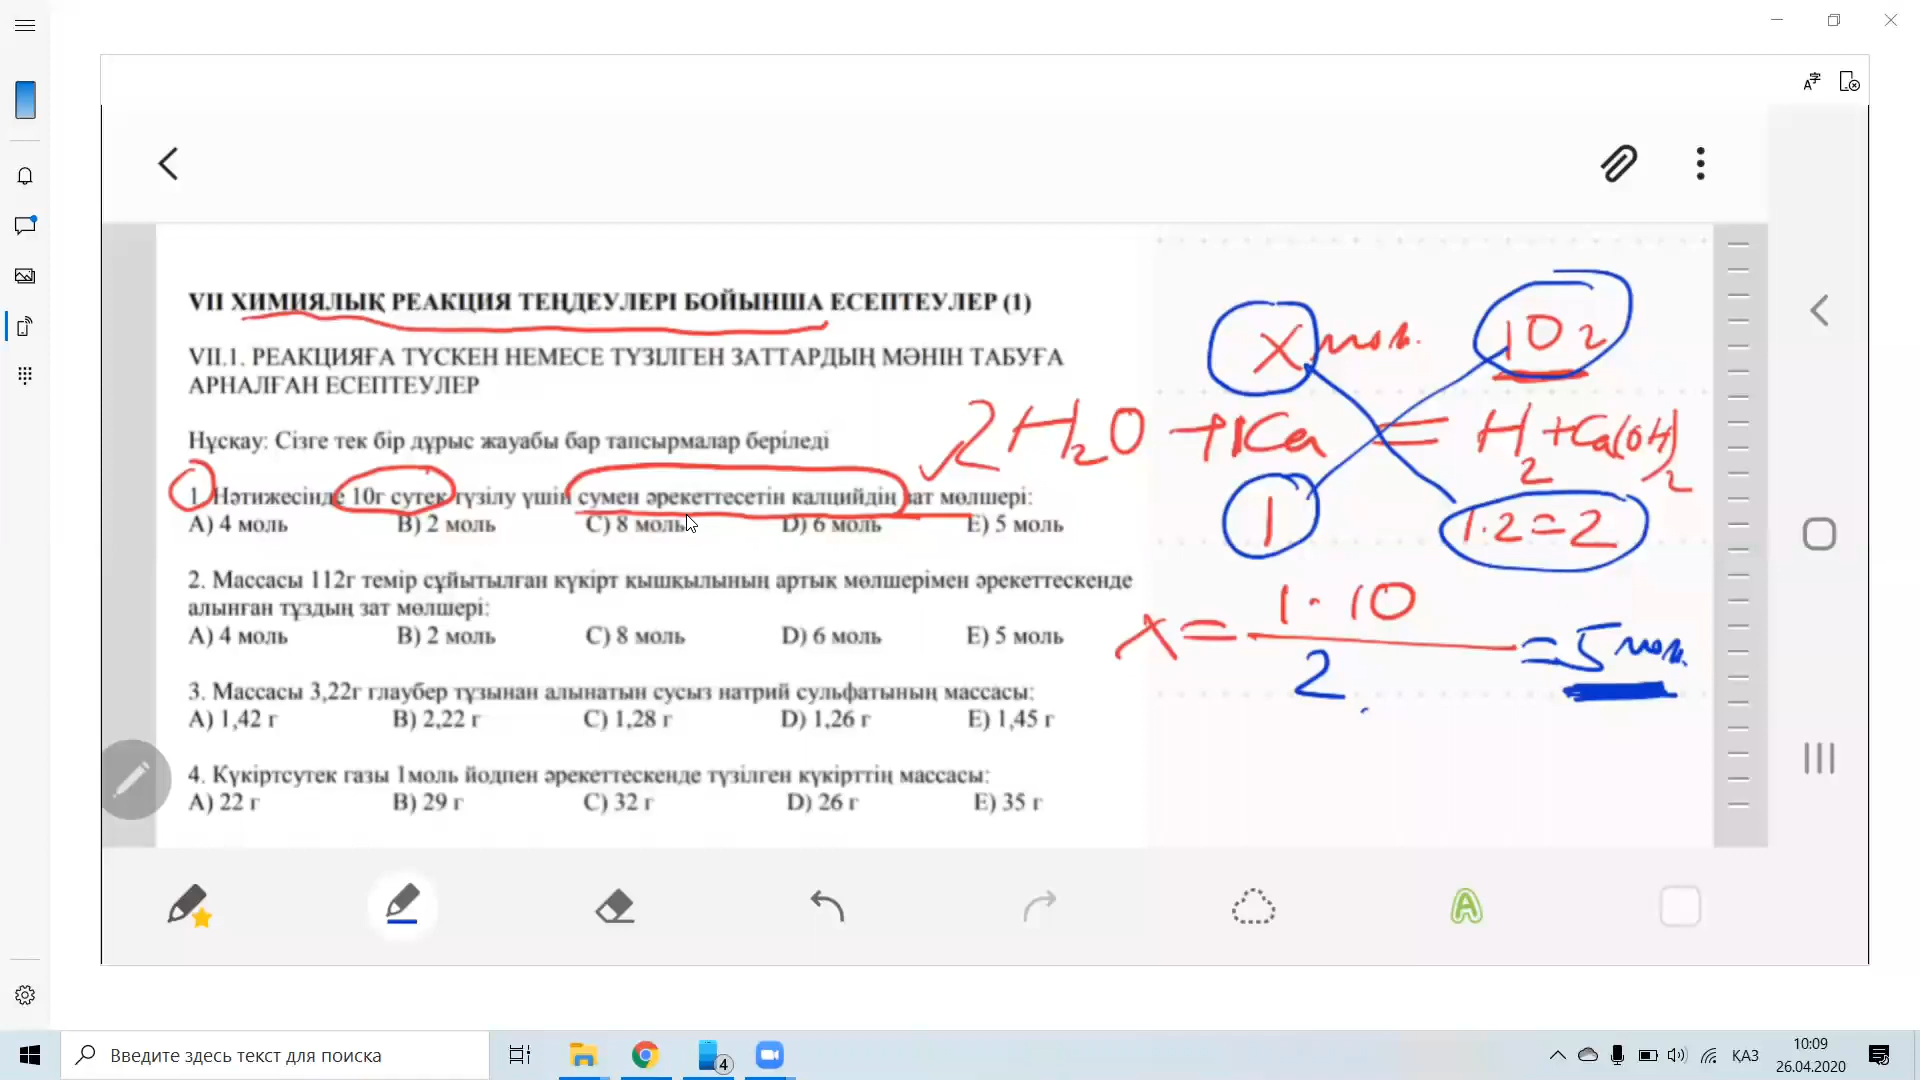 VII ХИМИЯЛЫҚ РЕАКЦИЯ ТЕҢДЕУЛЕРІ БОЙЫНША ЕСЕПТЕУЛЕР (1)
VII.1. РЕАКЦИЯҒА ТҮСКЕН НЕМЕСЕ ТҮЗІЛГЕН ЗАТТАРДЫҢ МӘНІН ТАБУҒА
АРНАЛҒАН ЕСЕПТЕУЛЕР
Нұсқау: Сізге тек бір дұрыс жауабы бар тапсырмалар беріледі
1. Нәтижесінде 10г сутек түзілу үшін сумен әрекеттесетін калцийдің зат мөлшері:
A) 4 моль B) 2 моль C) 8 моль D) 6 моль E) 5 моль
2. Массасы 112г темір сұйытылған күкірт қышқылының артық мөлшерімен әрекеттескенде
алынған тұздың зат мөлшері:
A) 4 моль B) 2 моль C) 8 моль D) 6 моль E) 5 моль
3. Массасы 3,22г глаубер тұзынан алынатын сусыз натрий сульфатының массасы:
A) 1,42 г B) 2,22 г C) 1,28 г D) 1,26 г E) 1,45 г
4. Күкіртсутек газы 1моль йодпен әрекеттескенде түзілген күкірттің массасы:
A) 22 г B) 29 г C) 32 г D) 26 г E) 35 г
x мол. 10 г
2H₂O + 1Ca = H₂ + Ca(OH)₂
1 1·2=2
x = 1·10 / 2 = 5 мол.
A
Введите здесь текст для поиска
4
ҚАЗ
10:09
26.04.2020